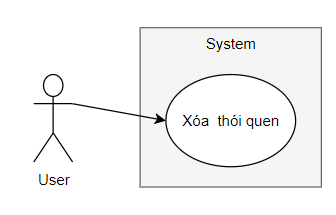 System
Xóa thói quen
User